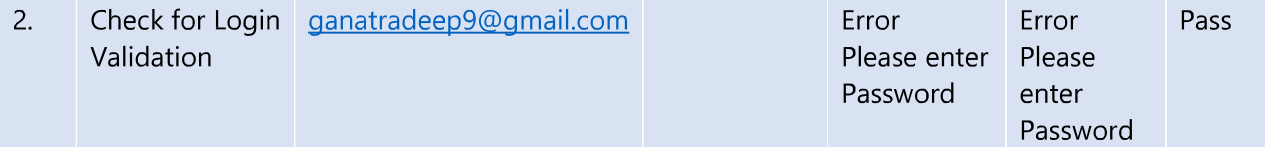 2.
Check for Login
Validation
ganatradeep9@gmail.com
Error
Please enter
Password
Error
Please
enter
Password
Pass